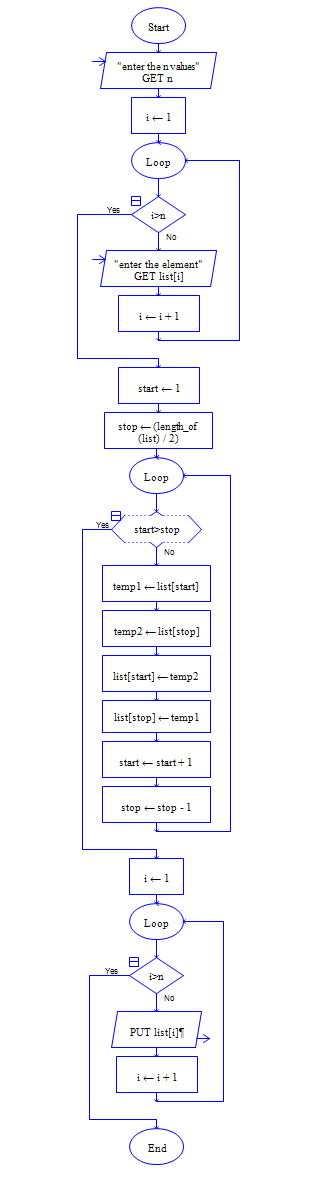 Start
"enter the n values"
GET n
i ← 1
Loop
Yes
i>n
No
"enter the element"
GET list[i]
i ← i + 1
start ← 1
stop ← (length_of
(list) / 2)
Loop
Yes
start>stop
No
temp1 ← list[start]
temp2 ← list[stop]
list[start] ← temp2
list[stop] ← temp1
start ← start + 1
stop ← stop - 1
i ← 1
Loop
Yes
i>n
No
PUT list[i]¶
i ← i + 1
End